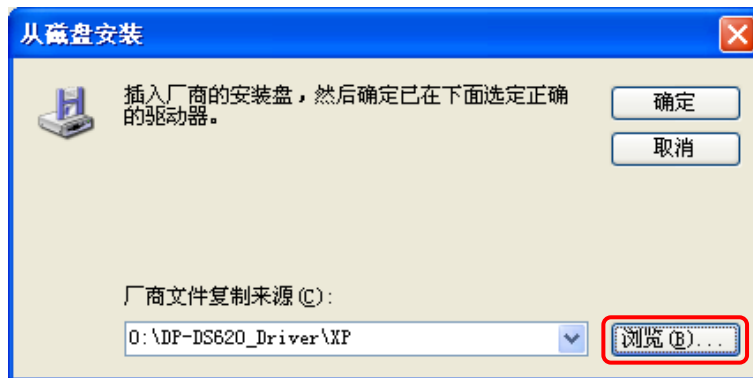 从磁盘安装
插入厂商的安装盘，然后确定已在下面选定正确
的驱动器。
确定
取消
厂商文件复制来源(C):
O:\DP-DS620_Driver\XP
浏览(B)...